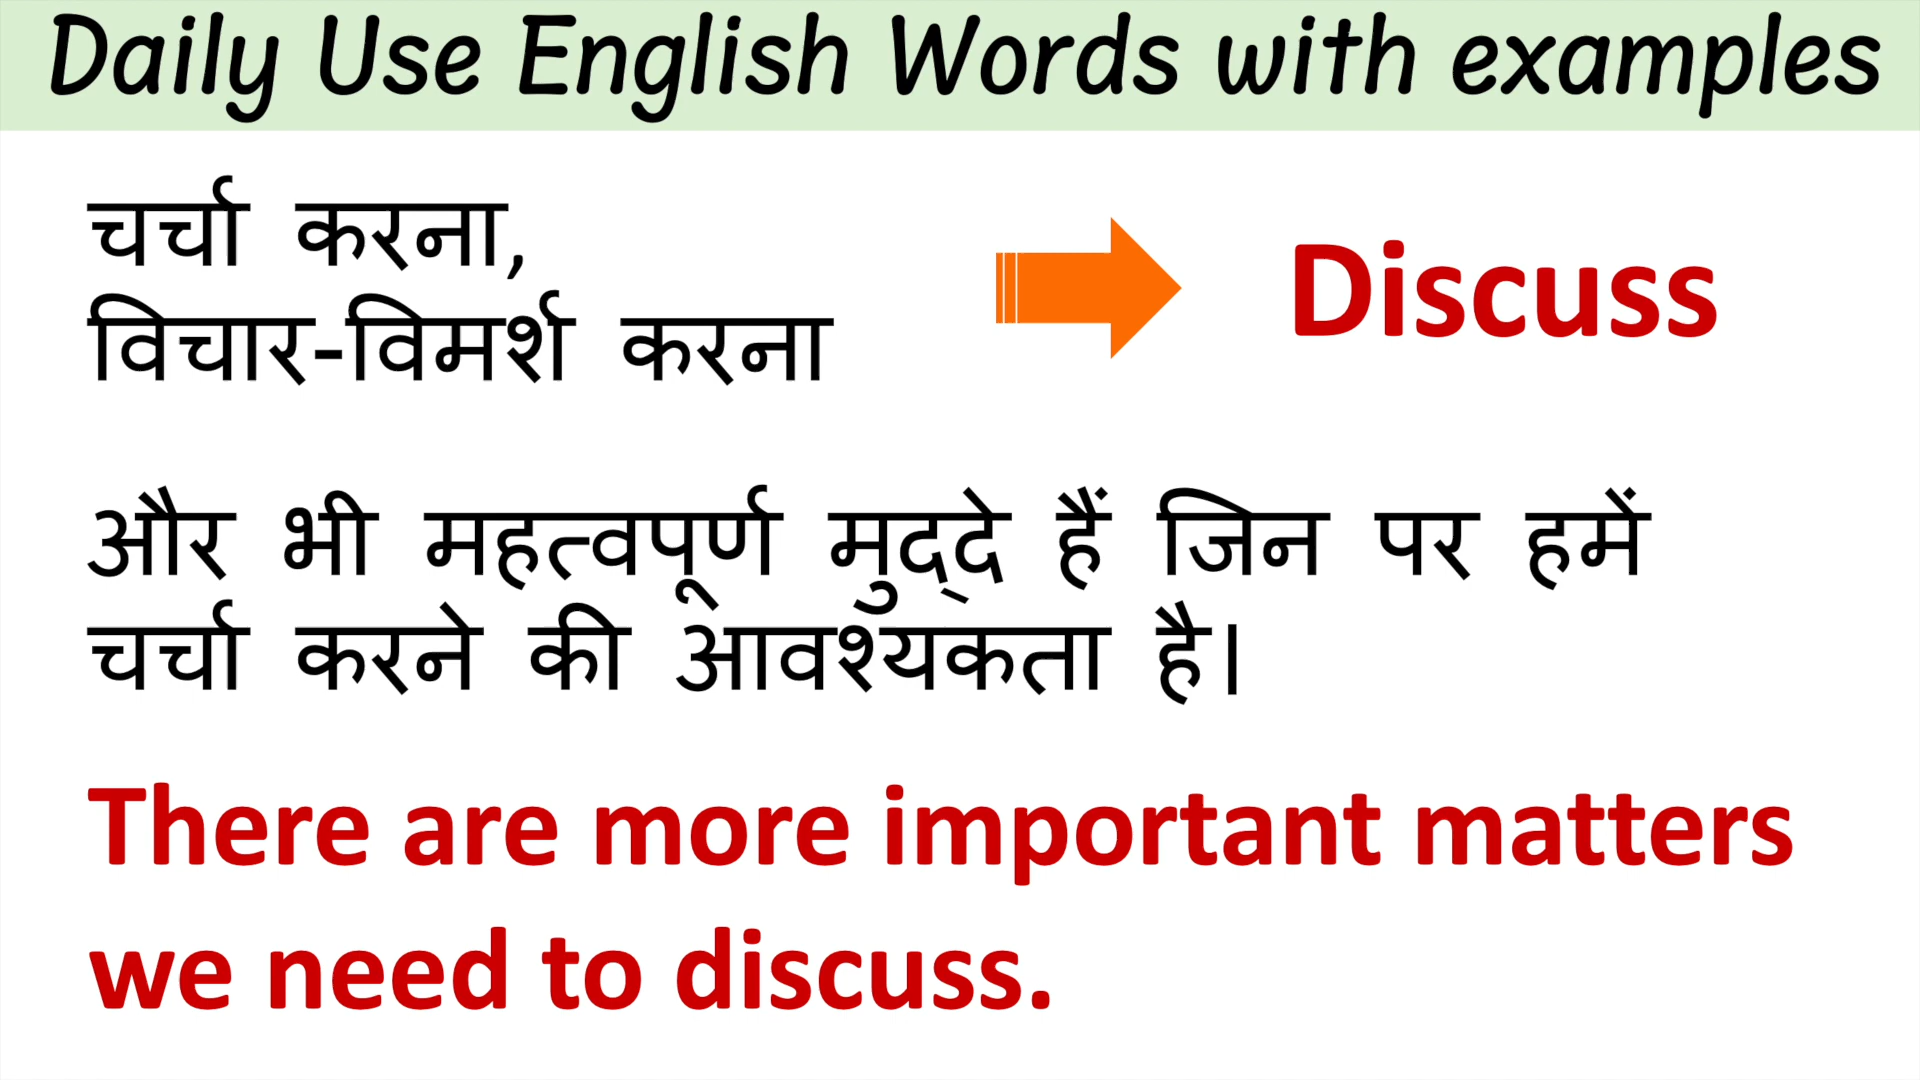 Daily Use English Words with examples
चर्चा करना,
विचार-विमर्श करना
Discuss
और भी महत्वपूर्ण मुद्दे हैं जिन पर हमें
चर्चा करने की आवश्यकता है।
There are more important matters
we need to discuss.